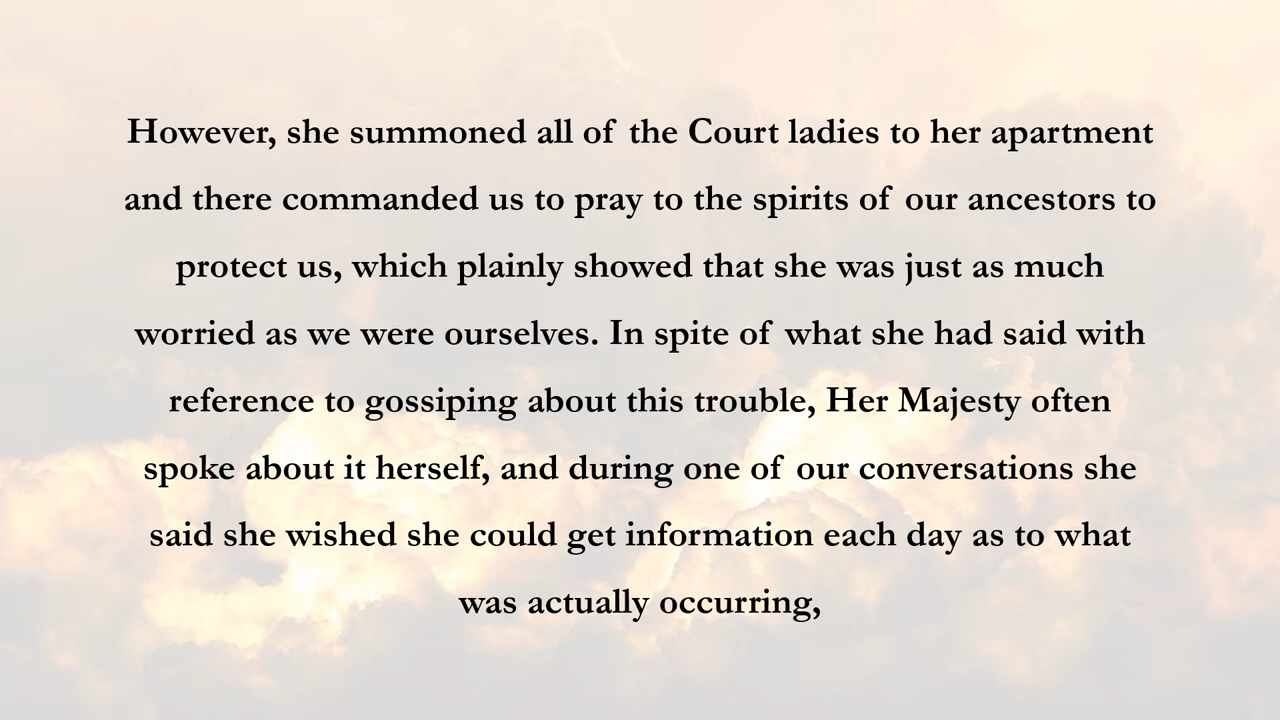 However, she summoned all of the Court ladies to her apartment
and there commanded us to pray to the spirits of our ancestors to
protect us, which plainly showed that she was just as much
worried as we were ourselves. In spite of what she had said with
reference to gossiping about this trouble, Her Majesty often
spoke about it herself, and during one of our conversations she
said she wished she could get information each day as to what
was actually occurring,